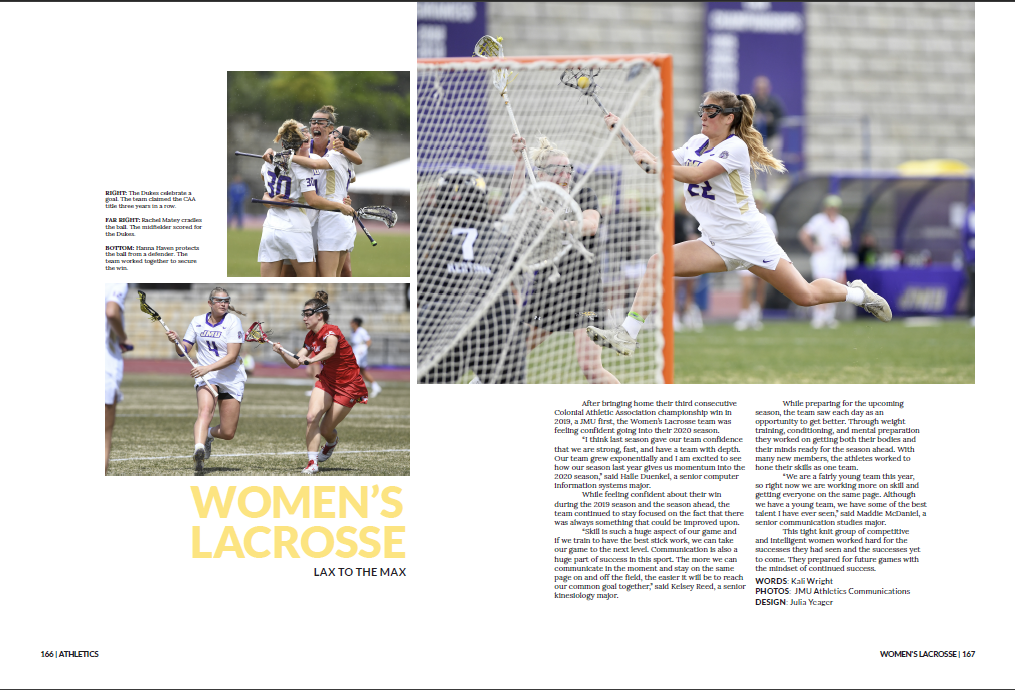 RIGHT: The Dukes celebrate a
goal. The team claimed the CAA
title three years in a row.
FAR RIGHT: Rachel Matey cradles
the ball. The midfielder scored for
the Dukes.
BOTTOM: Hanna Haven protects
the ball from a defender. The
team worked together to secure
the win.
30
30
22
7
JMU
JMU
4
WOMEN'S
LACROSSE
LAX TO THE MAX
After bringing home their third consecutive
Colonial Athletic Association championship win in
2019, a JMU first, the Women's Lacrosse team was
feeling confident going into their 2020 season.
"I think last season gave our team confidence
that we are strong, fast, and have a team with depth.
Our team grew exponentially and I am excited to see
how our season last year gives us momentum into the
2020 season," said Halle Duenkel, a senior computer
information systems major.
While feeling confident about their win
during the 2019 season and the season ahead, the
team continued to stay focused on the fact that there
was always something that could be improved upon.
"Skill is such a huge aspect of our game and
if we train to have the best stick work, we can take
our game to the next level. Communication is also a
huge part of success in this sport. The more we can
communicate in the moment and stay on the same
page on and off the field, the easier it will be to reach
our common goal together," said Kelsey Reed, a senior
kinesiology major.
While preparing for the upcoming
season, the team saw each day as an
opportunity to get better. Through weight
training, conditioning, and mental preparation
they worked on getting both their bodies and
their minds ready for the season ahead. With
many new members, the athletes worked to
hone their skills as one team.
"We are a fairly young team this year,
so right now we are working more on skill and
getting everyone on the same page. Although
we have a young team, we have some of the best
talent I have ever seen," said Maddie McDaniel, a
senior communication studies major.
This tight knit group of competitive
and intelligent women worked hard for the
successes they had seen and the successes yet
to come. They prepared for future games with
the mindset of continued success.
WORDS: Kali Wright
PHOTOS: JMU Athletics Communications
DESIGN: Julia Yeager
166 | ATHLETICS
WOMEN'S LACROSSE | 167